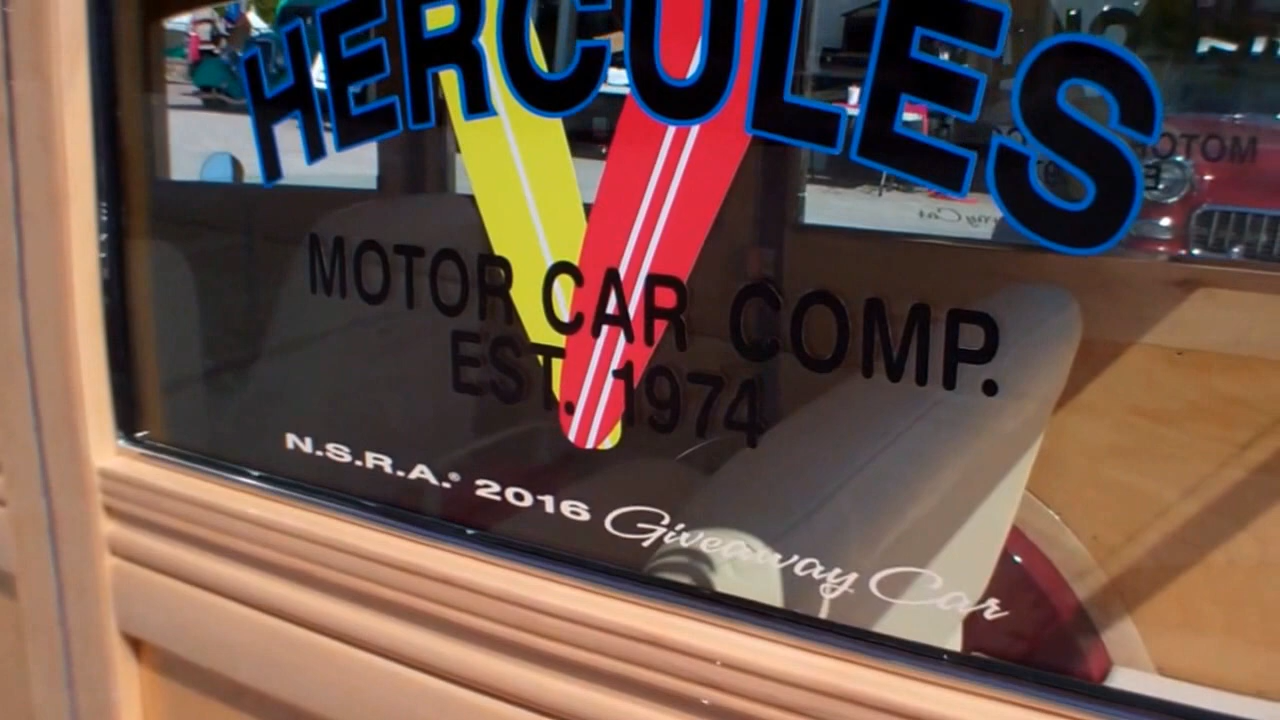 HERCULES
MOTOR CAR COMP.
EST. 1974
N.S.R.A.® 2016 Giveaway Car